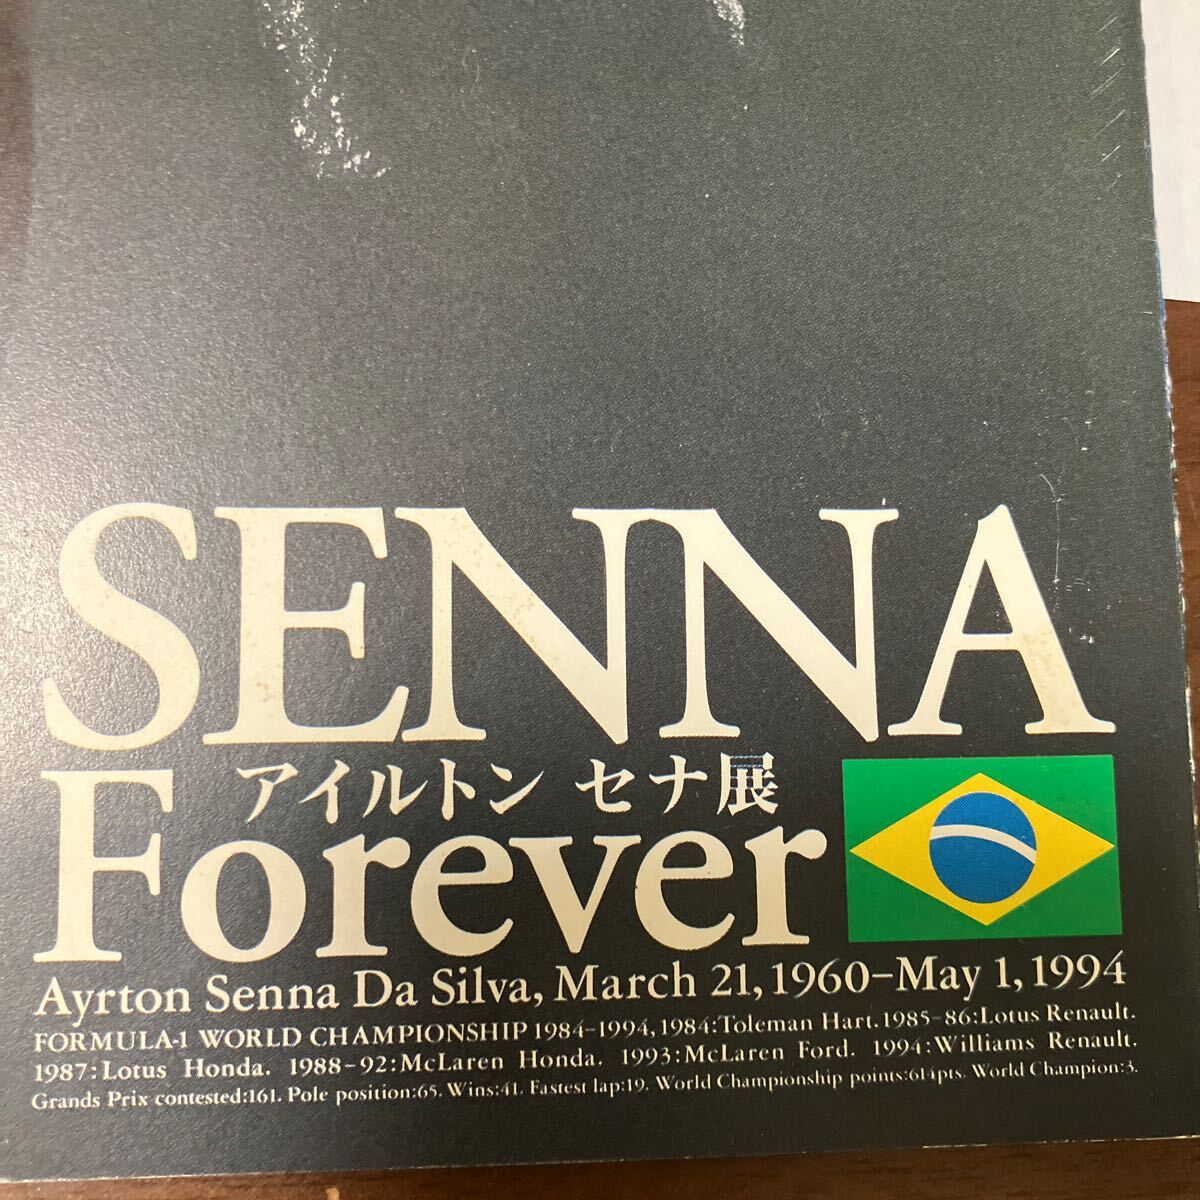 SENNA
アイルトン セナ展
Forever
Ayrton Senna Da Silva, March 21, 1960–May 1, 1994
FORMULA-1 WORLD CHAMPIONSHIP 1984–1994, 1984:Toleman Hart. 1985–86:Lotus Renault.
1987:Lotus Honda. 1988–92:McLaren Honda. 1993:McLaren Ford. 1994:Williams Renault.
Grands Prix contested:161. Pole position:65. Wins:41. Fastest lap:19. World Championship points:614pts. World Champion:3.